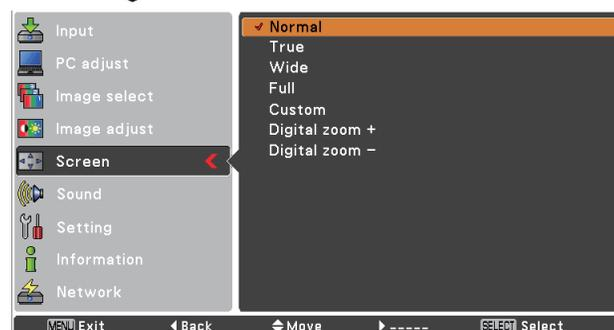 Input
PC adjust
Image select
Image adjust
Screen
Sound
Setting
Information
Network
Normal
True
Wide
Full
Custom
Digital zoom +
Digital zoom –
MENU Exit ◀ Back Move ▶ ----- SELECT Select